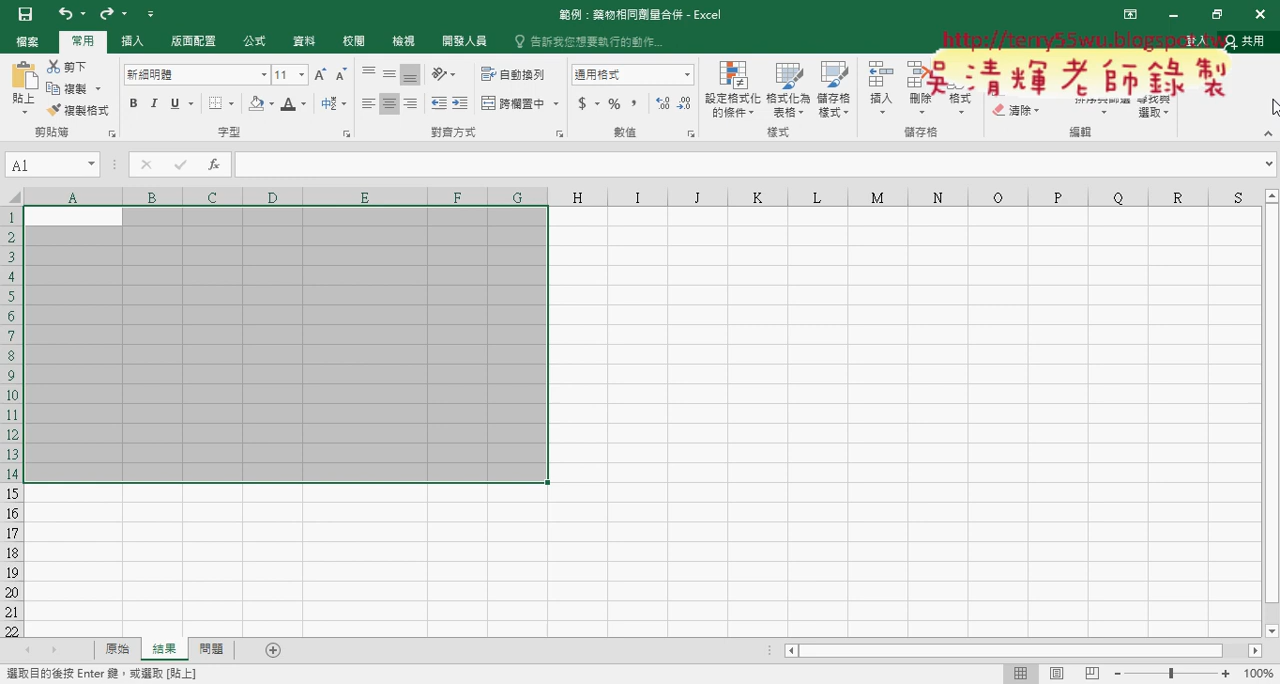 範例：藥物相同劑量合併 - Excel
檔案 常用 插入 版面配置 公式 資料 校閱 檢視 開發人員 告訴我您想要執行的動作... 登入 共用
http://terry55wu.blogspot.tw
吳清輝老師錄製
貼上 剪下 複製 複製格式 剪貼簿
新細明體 11 B I U A 中 字型
自動換列 跨欄置中 對齊方式
通用格式 $ % , 數值
設定格式化的條件 格式化為表格 儲存格樣式 樣式
插入 刪除 格式 儲存格
清除 排序與篩選 尋找與選取 編輯
A1 fx
A B C D E F G H I J K L M N O P Q R S
1
2
3
4
5
6
7
8
9
10
11
12
13
14
15
16
17
18
19
20
21
22
原始 結果 問題
選取目的後按 Enter 鍵，或選取 [貼上] 100%